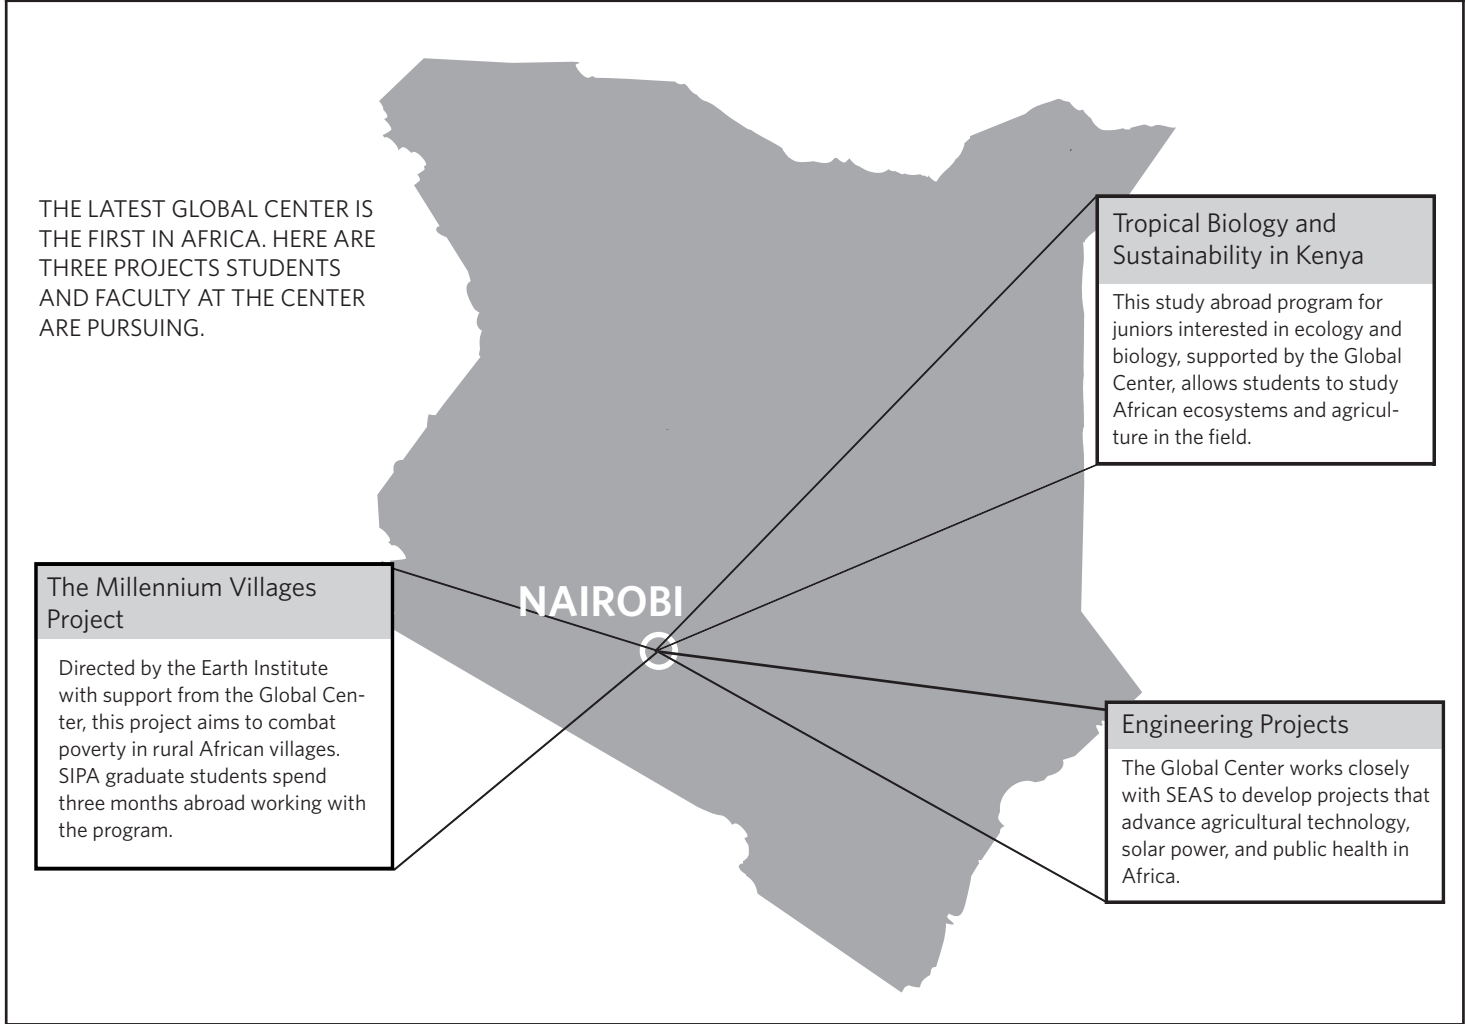 THE LATEST GLOBAL CENTER IS
THE FIRST IN AFRICA. HERE ARE
THREE PROJECTS STUDENTS
AND FACULTY AT THE CENTER
ARE PURSUING.
Tropical Biology and
Sustainability in Kenya
This study abroad program for
juniors interested in ecology and
biology, supported by the Global
Center, allows students to study
African ecosystems and agricul-
ture in the field.
The Millennium Villages
Project
Directed by the Earth Institute
with support from the Global Cen-
ter, this project aims to combat
poverty in rural African villages.
SIPA graduate students spend
three months abroad working with
the program.
NAIROBI
Engineering Projects
The Global Center works closely
with SEAS to develop projects that
advance agricultural technology,
solar power, and public health in
Africa.